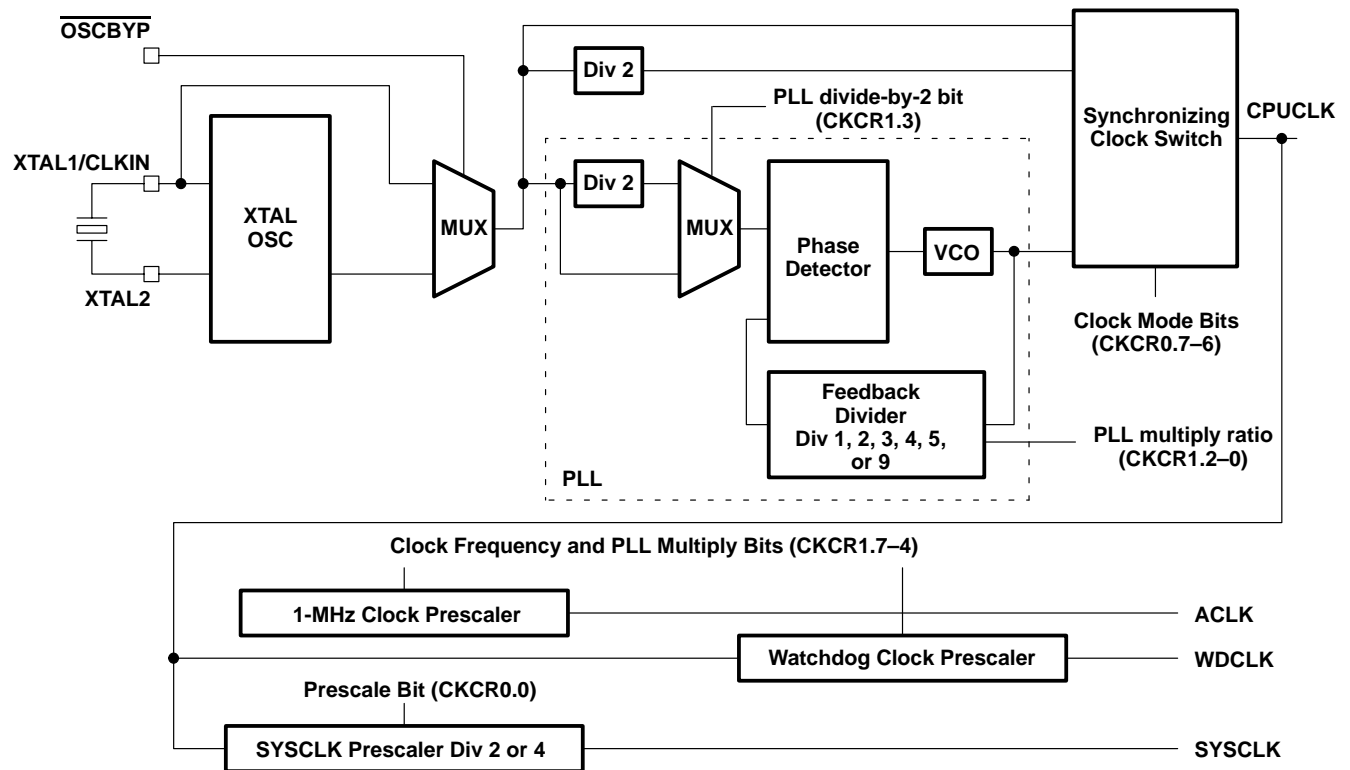 OSCBYP
XTAL1/CLKIN
XTAL2
XTAL
OSC
MUX
Div 2
PLL divide-by-2 bit
(CKCR1.3)
Div 2
MUX
Phase
Detector
VCO
Feedback
Divider
Div 1, 2, 3, 4, 5,
or 9
PLL
Synchronizing
Clock Switch
CPUCLK
Clock Mode Bits
(CKCR0.7–6)
PLL multiply ratio
(CKCR1.2–0)
Clock Frequency and PLL Multiply Bits (CKCR1.7–4)
1-MHz Clock Prescaler
ACLK
Watchdog Clock Prescaler
WDCLK
Prescale Bit (CKCR0.0)
SYSCLK Prescaler Div 2 or 4
SYSCLK